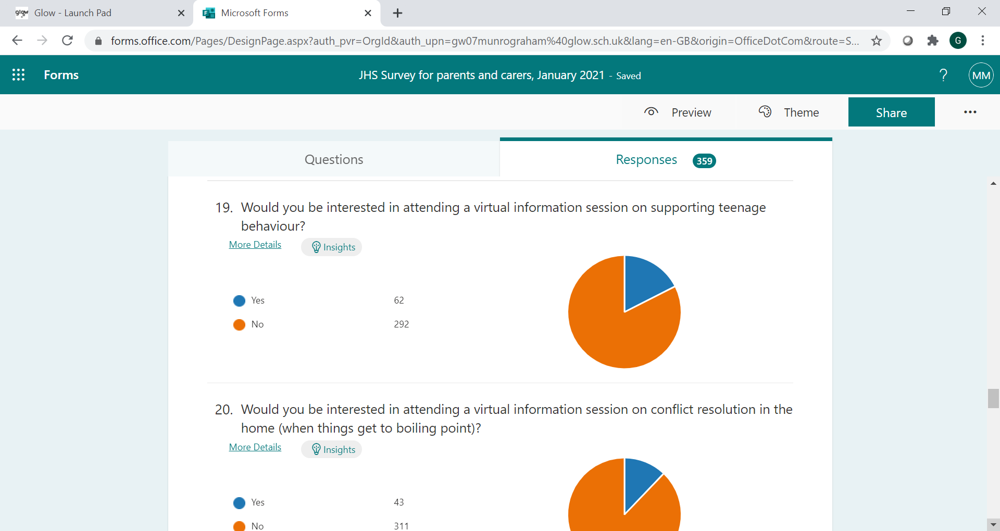 glow Glow - Launch Pad
Microsoft Forms
forms.office.com/Pages/DesignPage.aspx?auth_pvr=OrgId&auth_upn=gw07munrograham%40glow.sch.uk&lang=en-GB&origin=OfficeDotCom&route=S...
G
Forms
JHS Survey for parents and carers, January 2021 - Saved
?
MM
Preview
Theme
Share
Questions
Responses 359
19. Would you be interested in attending a virtual information session on supporting teenage
behaviour?
More Details
Insights
Yes 62
No 292
20. Would you be interested in attending a virtual information session on conflict resolution in the
home (when things get to boiling point)?
More Details
Insights
Yes 43
No 311